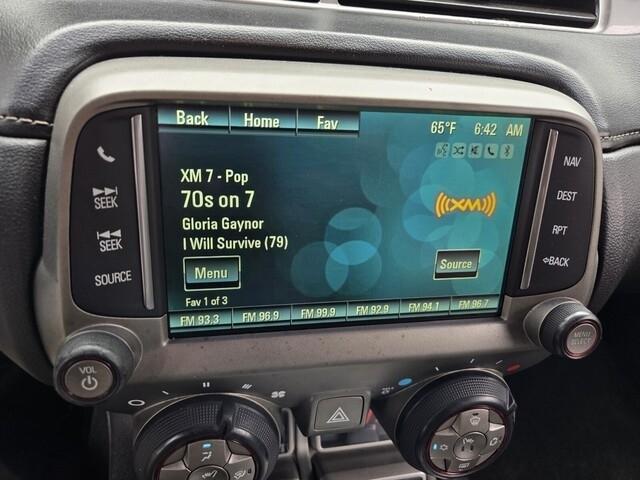 Back Home Fav
65°F 6:42 AM
XM 7 - Pop
70s on 7
Gloria Gaynor
I Will Survive (79)
((XM))
Menu
Source
Fav 1 of 3
FM 93.3 FM 96.9 FM 99.9 FM 92.9 FM 94.1 FM 96.7
SEEK
SEEK
SOURCE
NAV
DEST
RPT
BACK
VOL
MENU
SELECT